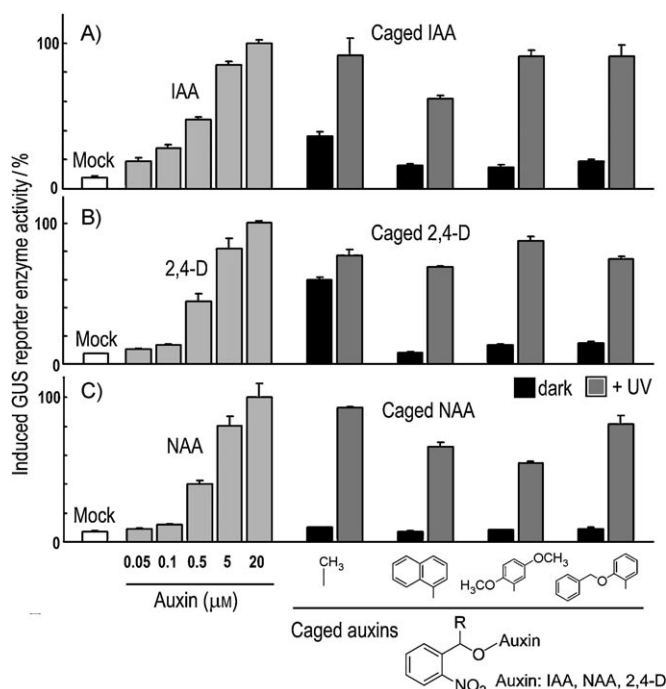 Induced GUS reporter enzyme activity / %
A)
100
0
Mock
IAA
Caged IAA
B)
100
0
Mock
2,4-D
Caged 2,4-D
dark
+ UV
C)
100
0
Mock
NAA
Caged NAA
0.05 0.1 0.5 5 20
Auxin (μM)
CH3
OCH3
OCH3
O
Caged auxins
R
O
Auxin
NO2
Auxin: IAA, NAA, 2,4-D